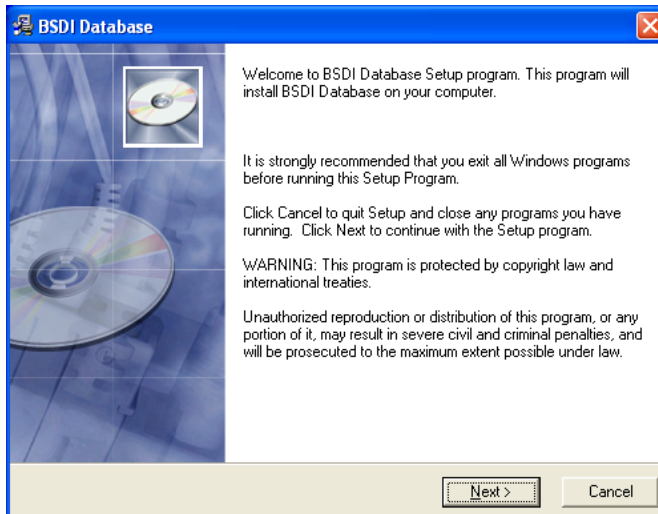 BSDI Database
Welcome to BSDI Database Setup program. This program will
install BSDI Database on your computer.
It is strongly recommended that you exit all Windows programs
before running this Setup Program.
Click Cancel to quit Setup and close any programs you have
running. Click Next to continue with the Setup program.
WARNING: This program is protected by copyright law and
international treaties.
Unauthorized reproduction or distribution of this program, or any
portion of it, may result in severe civil and criminal penalties, and
will be prosecuted to the maximum extent possible under law.
Next >
Cancel